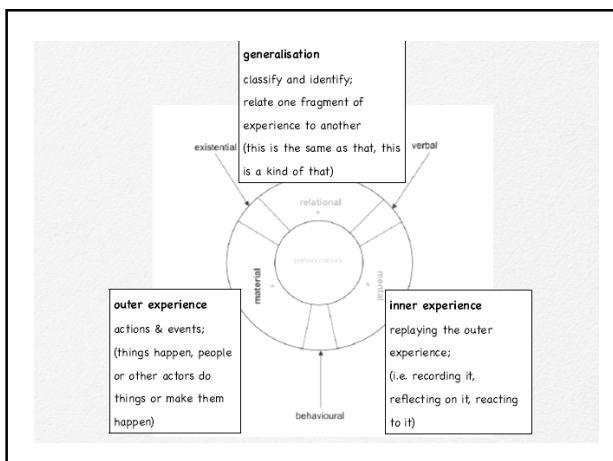 generalisation
classify and identify;
relate one fragment of
experience to another
(this is the same as that, this
is a kind of that)
existential
verbal
relational
primary colours
material
mental
outer experience
actions & events;
(things happen, people
or other actors do
things or make them
happen)
inner experience
replaying the outer
experience;
(i.e. recording it,
reflecting on it, reacting
to it)
behavioural